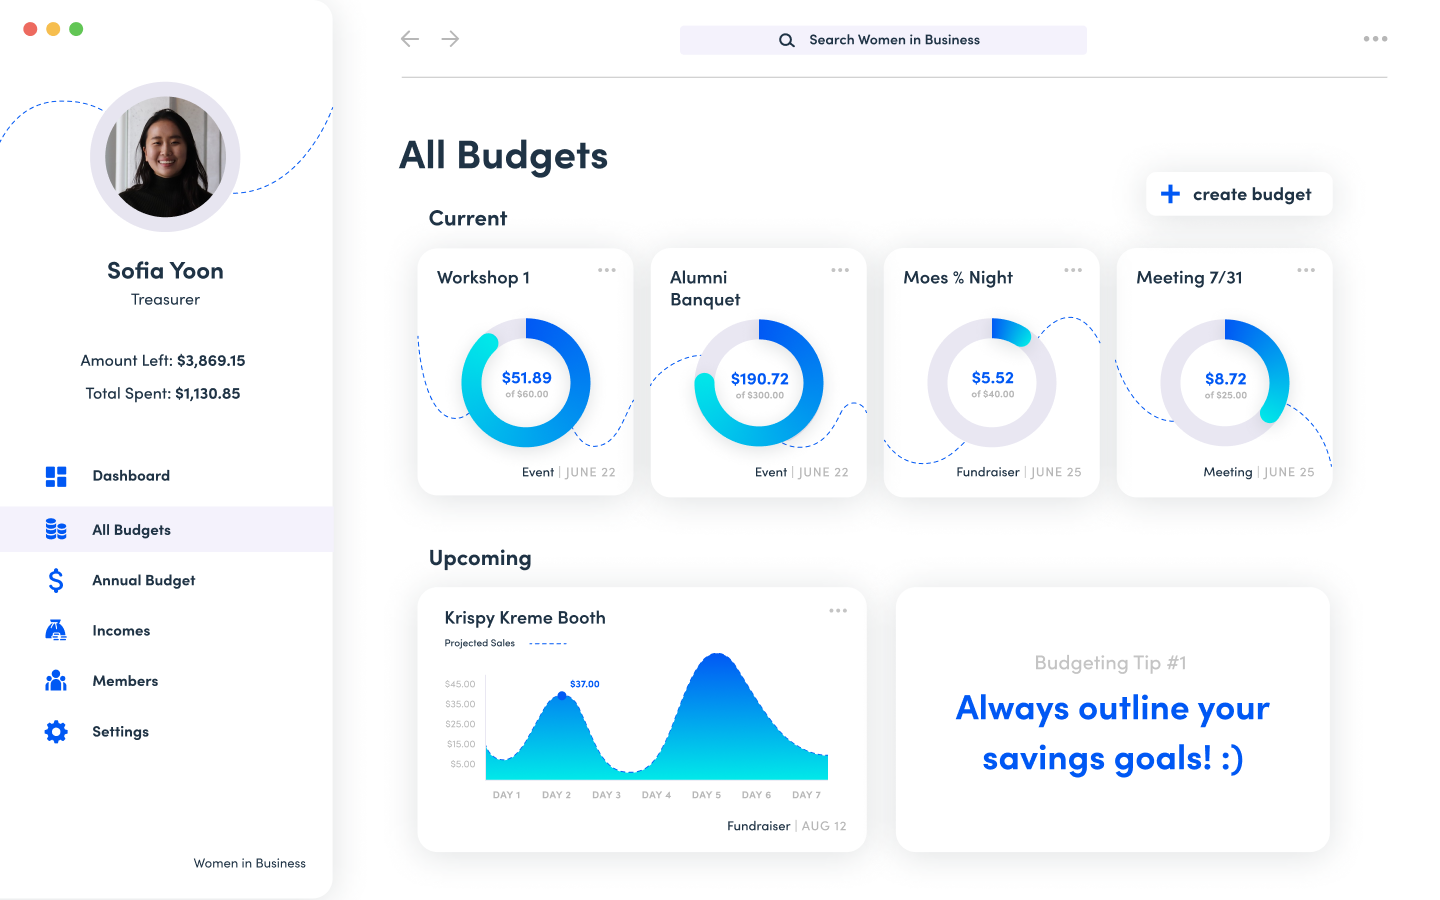 Sofia Yoon
Treasurer
Amount Left: $3,869.15
Total Spent: $1,130.85
Dashboard
All Budgets
Annual Budget
Incomes
Members
Settings
Women in Business
Search Women in Business
All Budgets
create budget
Current
Workshop 1
$51.89
of $60.00
Event | JUNE 22
Alumni
Banquet
$190.72
of $300.00
Event | JUNE 22
Moes % Night
$5.52
of $40.00
Fundraiser | JUNE 25
Meeting 7/31
$8.72
of $25.00
Meeting | JUNE 25
Upcoming
Krispy Kreme Booth
Projected Sales
$37.00
$45.00
$35.00
$25.00
$15.00
$5.00
DAY 1 DAY 2 DAY 3 DAY 4 DAY 5 DAY 6 DAY 7
Fundraiser | AUG 12
Budgeting Tip #1
Always outline your
savings goals! :)